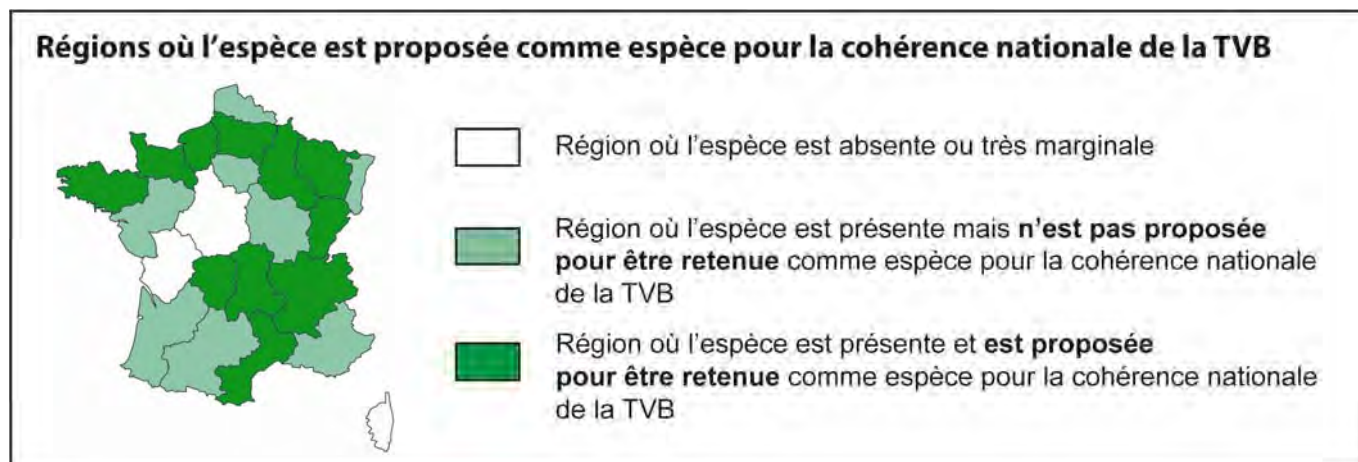 Régions où l'espèce est proposée comme espèce pour la cohérence nationale de la TVB
Région où l'espèce est absente ou très marginale
Région où l'espèce est présente mais n'est pas proposée
pour être retenue comme espèce pour la cohérence nationale
de la TVB
Région où l'espèce est présente et est proposée
pour être retenue comme espèce pour la cohérence nationale
de la TVB